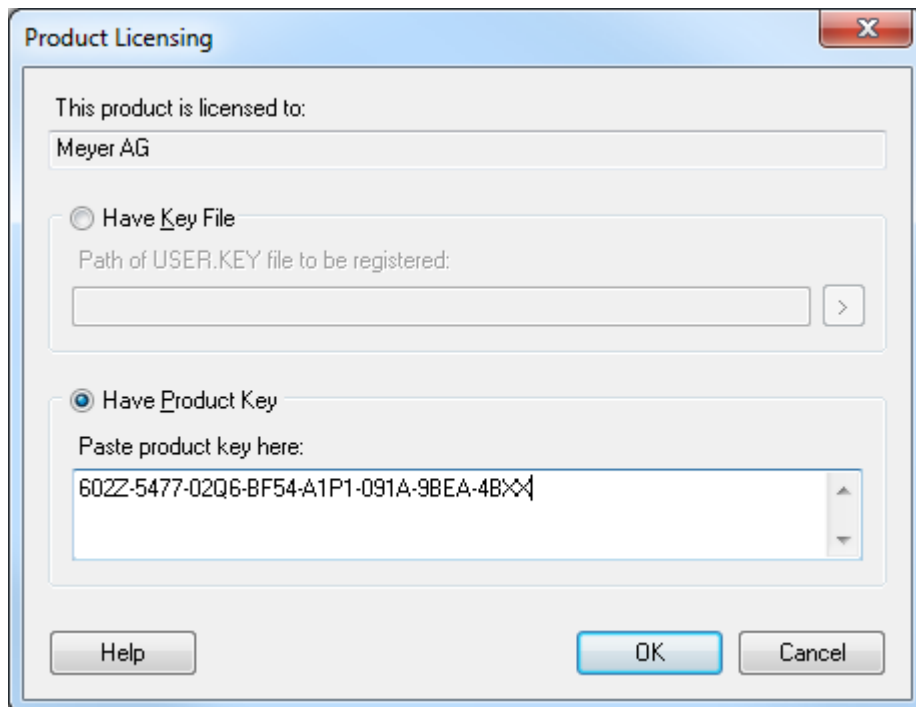 Product Licensing
This product is licensed to:
Meyer AG
Have Key File
Path of USER.KEY file to be registered:
>
Have Product Key
Paste product key here:
602Z-5477-02Q6-BF54-A1P1-091A-9BEA-4BXX
Help OK Cancel